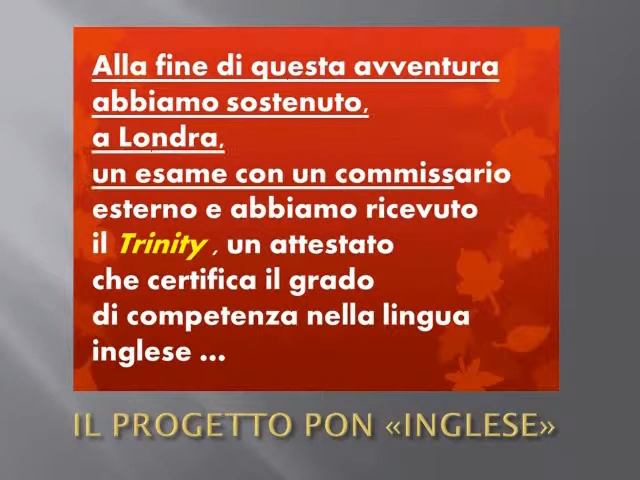 Alla fine di questa avventura
abbiamo sostenuto,
a Londra,
un esame con un commissario
esterno e abbiamo ricevuto
il Trinity , un attestato
che certifica il grado
di competenza nella lingua
inglese ...
IL PROGETTO PON «INGLESE»